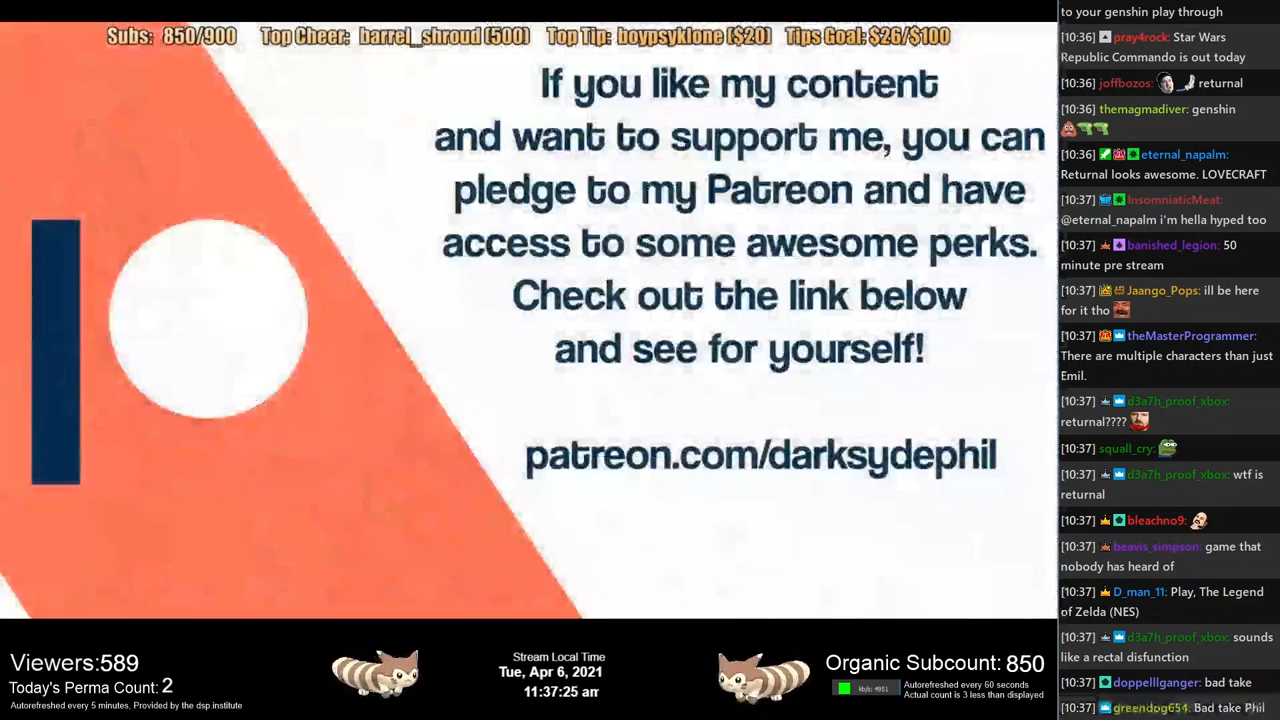 Subs: 850/900 Top Cheer: barrel_shroud (500) Top Tip: boypsyklone ($20) Tips Goal: $26/$100
If you like my content
and want to support me, you can
pledge to my Patreon and have
access to some awesome perks.
Check out the link below
and see for yourself!
patreon.com/darksydephil
Viewers:589
Today's Perma Count: 2
Autorefreshed every 5 minutes, Provided by the dsp.institute
Stream Local Time
Tue, Apr 6, 2021
11:37:25 am
Organic Subcount: 850
kb/s: 4951
Autorefreshed every 60 seconds
Actual count is 3 less than displayed
to your genshin play through
[10:36] pray4rock: Star Wars
Republic Commando is out today
[10:36] joffbozos: returnal
[10:36] themagmadiver: genshin
[10:36] eternal_napalm:
Returnal looks awesome. LOVECRAFT
[10:37] InsomniaticMeat:
@eternal_napalm i'm hella hyped too
[10:37] banished_legion: 50
minute pre stream
[10:37] Jaango_Pops: ill be here
for it tho
[10:37] theMasterProgrammer:
There are multiple characters than just
Emil.
[10:37] d3a7h_proof_xbox:
returnal????
[10:37] squall_cry:
[10:37] d3a7h_proof_xbox: wtf is
returnal
[10:37] bleachno9:
[10:37] beavis_simpson: game that
nobody has heard of
[10:37] D_man_11: Play, The Legend
of Zelda (NES)
[10:37] d3a7h_proof_xbox: sounds
like a rectal disfunction
[10:37] doppelllganger: bad take
[10:37] greendog654: Bad take Phil